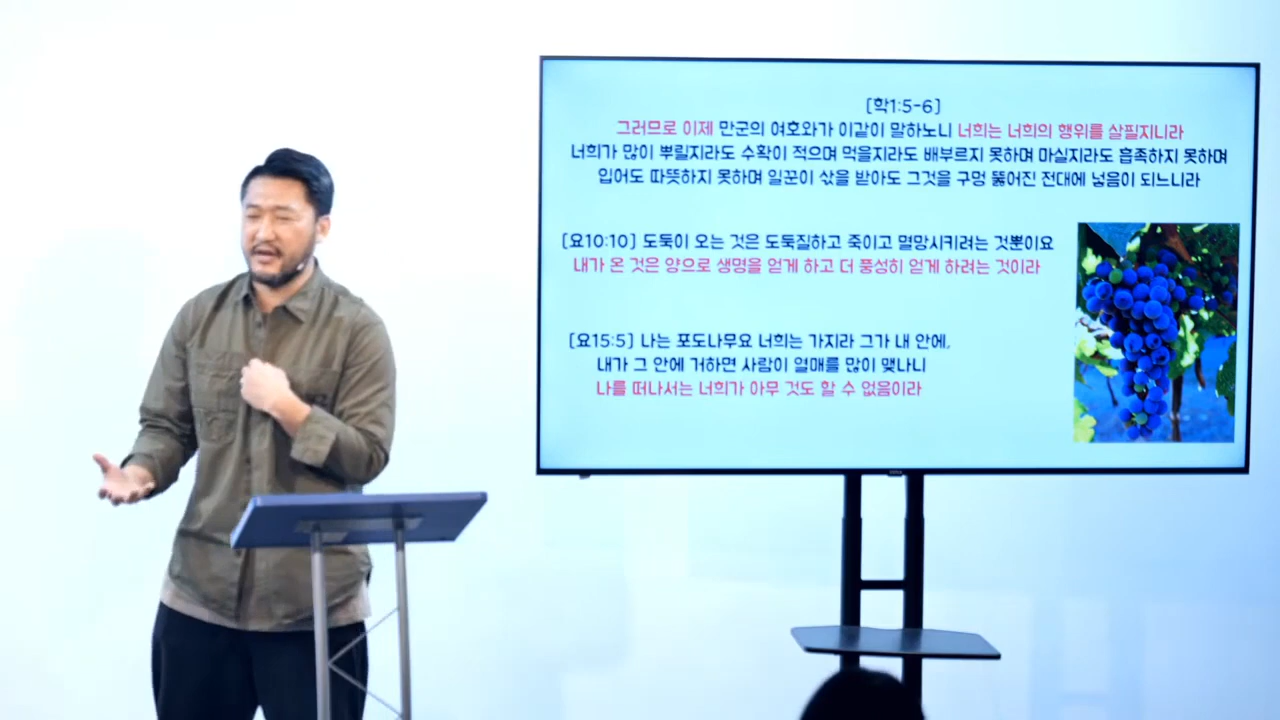 [학1:5-6]
그러므로 이제 만군의 여호와가 이같이 말하노니 너희는 너희의 행위를 살필지니라
너희가 많이 뿌릴지라도 수확이 적으며 먹을지라도 배부르지 못하며 마실지라도 흡족하지 못하며
입어도 따뜻하지 못하며 일꾼이 삯을 받아도 그것을 구멍 뚫어진 전대에 넣음이 되느니라
[요10:10] 도둑이 오는 것은 도둑질하고 죽이고 멸망시키려는 것뿐이요
내가 온 것은 양으로 생명을 얻게 하고 더 풍성히 얻게 하려는 것이라
[요15:5] 나는 포도나무요 너희는 가지라 그가 내 안에,
내가 그 안에 거하면 사람이 열매를 많이 맺나니
나를 떠나서는 너희가 아무 것도 할 수 없음이라